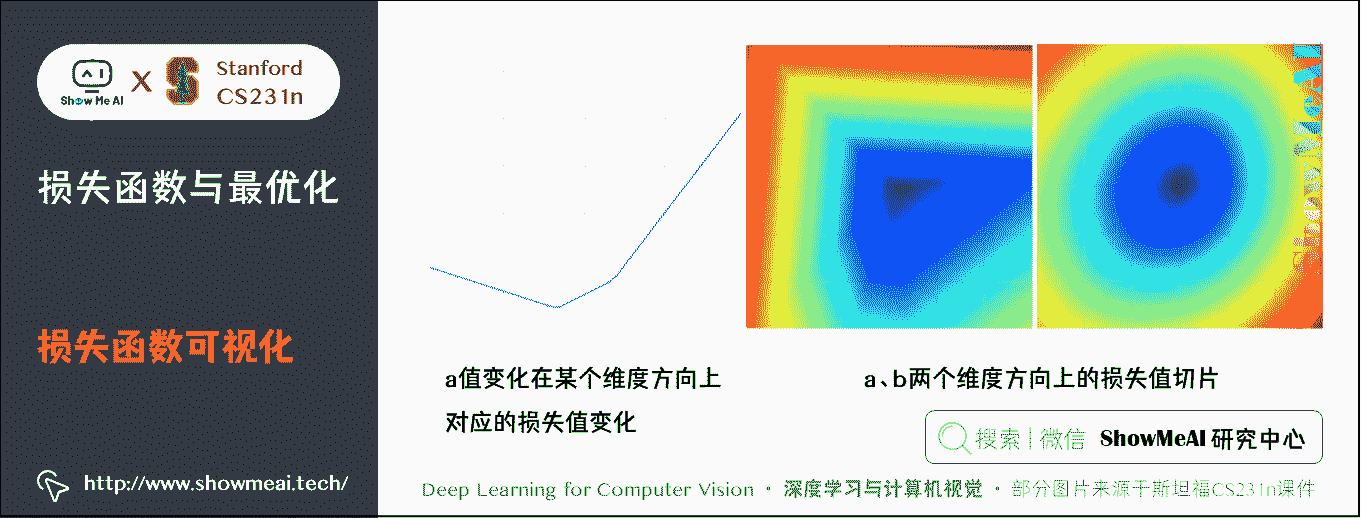 Show Me AI
X
Stanford
CS231n
损失函数与最优化
损失函数可视化
http://www.showmeai.tech/
ShowMeAI
a值变化在某个维度方向上
对应的损失值变化
a、b两个维度方向上的损失值切片
搜索 | 微信 ShowMeAI 研究中心
Deep Learning for Computer Vision · 深度学习与计算机视觉 · 部分图片来源于斯坦福CS231n课件